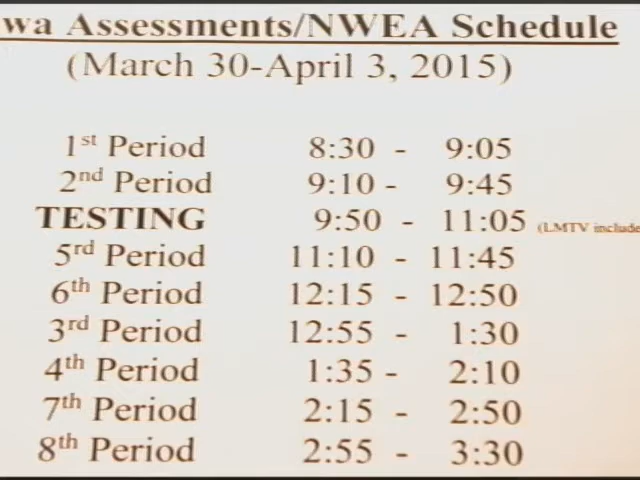 wa Assessments/NWEA Schedule
(March 30-April 3, 2015)
1st Period 8:30 - 9:05
2nd Period 9:10 - 9:45
TESTING 9:50 - 11:05 (LMTV include
5rd Period 11:10 - 11:45
6th Period 12:15 - 12:50
3rd Period 12:55 - 1:30
4th Period 1:35 - 2:10
7th Period 2:15 - 2:50
8th Period 2:55 - 3:30